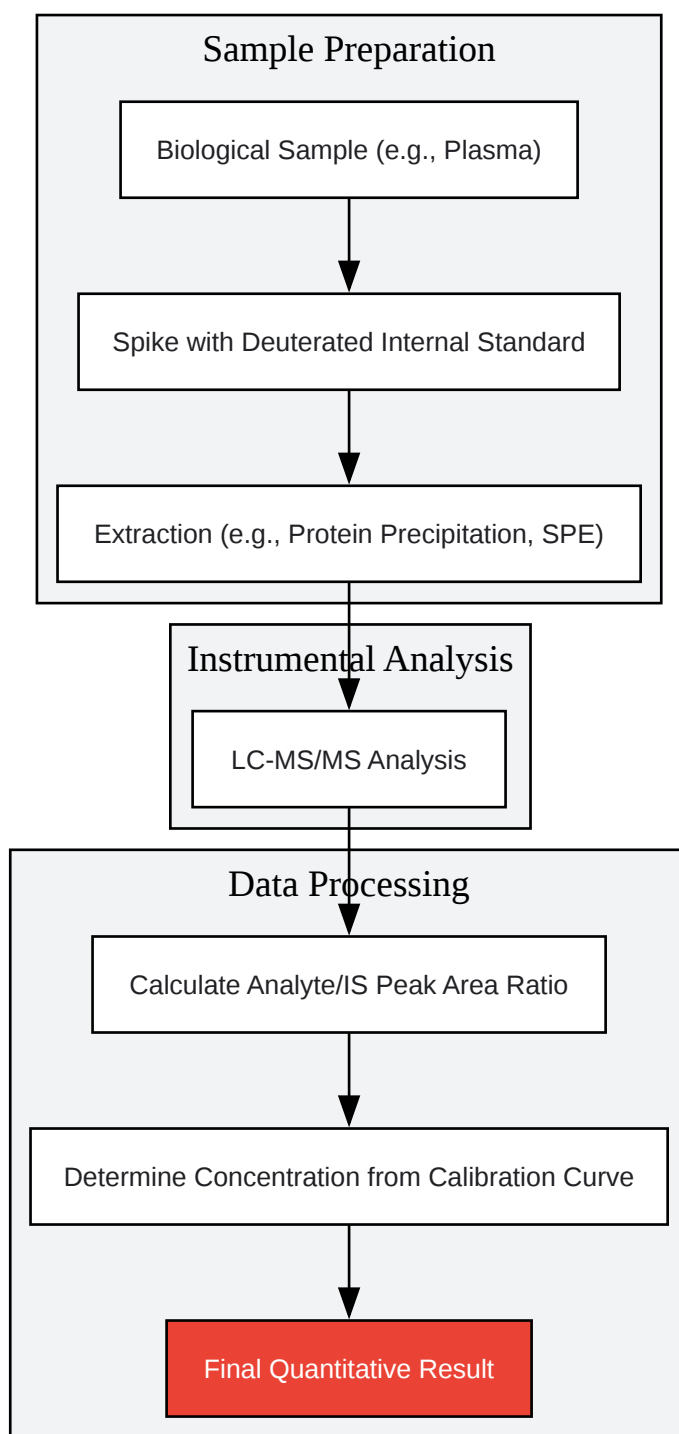 Sample Preparation
Biological Sample (e.g., Plasma)
Spike with Deuterated Internal Standard
Extraction (e.g., Protein Precipitation, SPE)
Instrumental Analysis
LC-MS/MS Analysis
Data Processing
Calculate Analyte/IS Peak Area Ratio
Determine Concentration from Calibration Curve
Final Quantitative Result